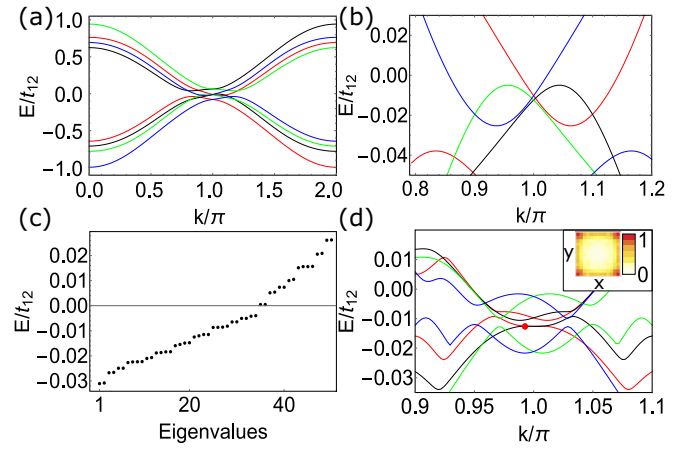 (a)
E/t12
1.0
0.5
0.0
-0.5
-1.0
0.0 0.5 1.0 1.5 2.0
k/π
(b)
E/t12
0.00
-0.02
-0.04
0.8 0.9 1.0 1.1 1.2
k/π
(c)
E/t12
0.02
0.01
0.00
-0.01
-0.02
-0.03
1 20 40
Eigenvalues
(d)
E/t12
0.01
-0.00
-0.01
-0.02
-0.03
0.9 0.95 1.0 1.05 1.1
k/π
y
x
1
0